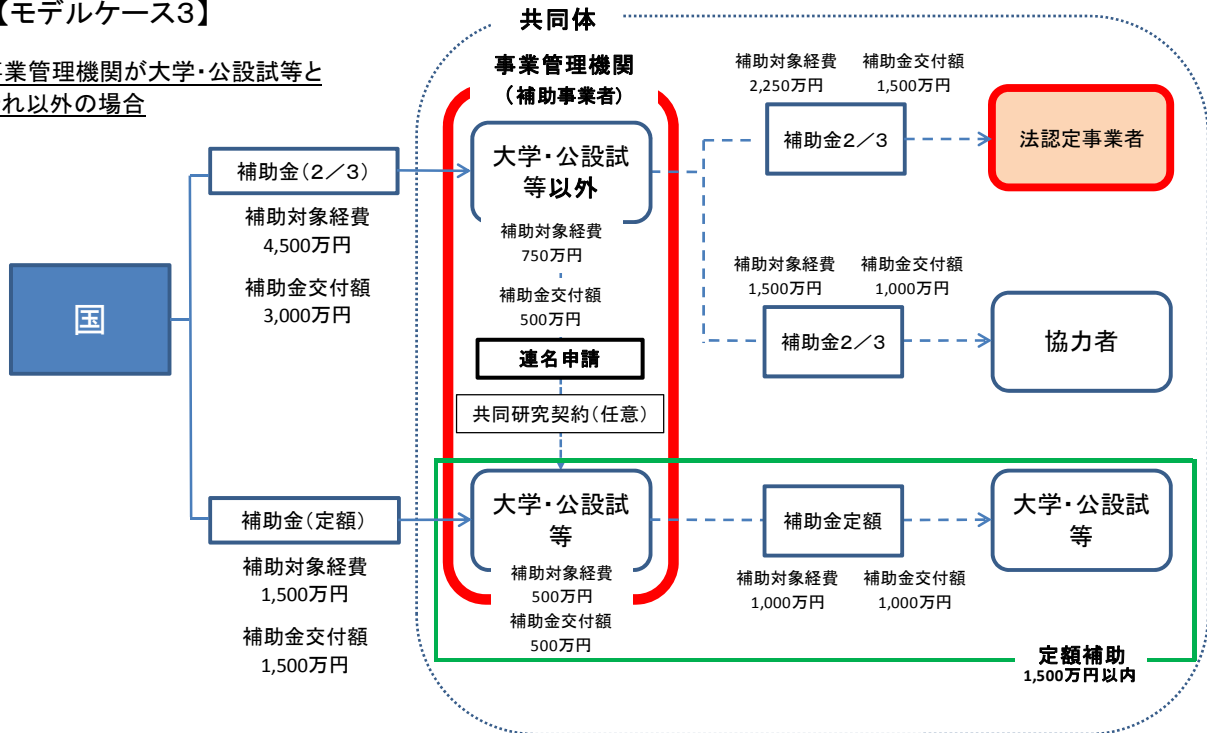 【モデルケース3】
事業管理機関が大学・公設試等と
れ以外の場合
共同体
事業管理機関
（補助事業者）
国
補助金（2／3）
補助対象経費
4,500万円
補助金交付額
3,000万円
大学・公設試
等以外
補助対象経費
750万円
補助金交付額
500万円
連名申請
共同研究契約（任意）
補助対象経費
2,250万円
補助金交付額
1,500万円
補助金2／3
法認定事業者
補助対象経費
1,500万円
補助金交付額
1,000万円
補助金2／3
協力者
補助金（定額）
補助対象経費
1,500万円
補助金交付額
1,500万円
大学・公設試
等
補助対象経費
500万円
補助金交付額
500万円
補助金定額
補助対象経費
1,000万円
補助金交付額
1,000万円
大学・公設試
等
定額補助
1,500万円以内